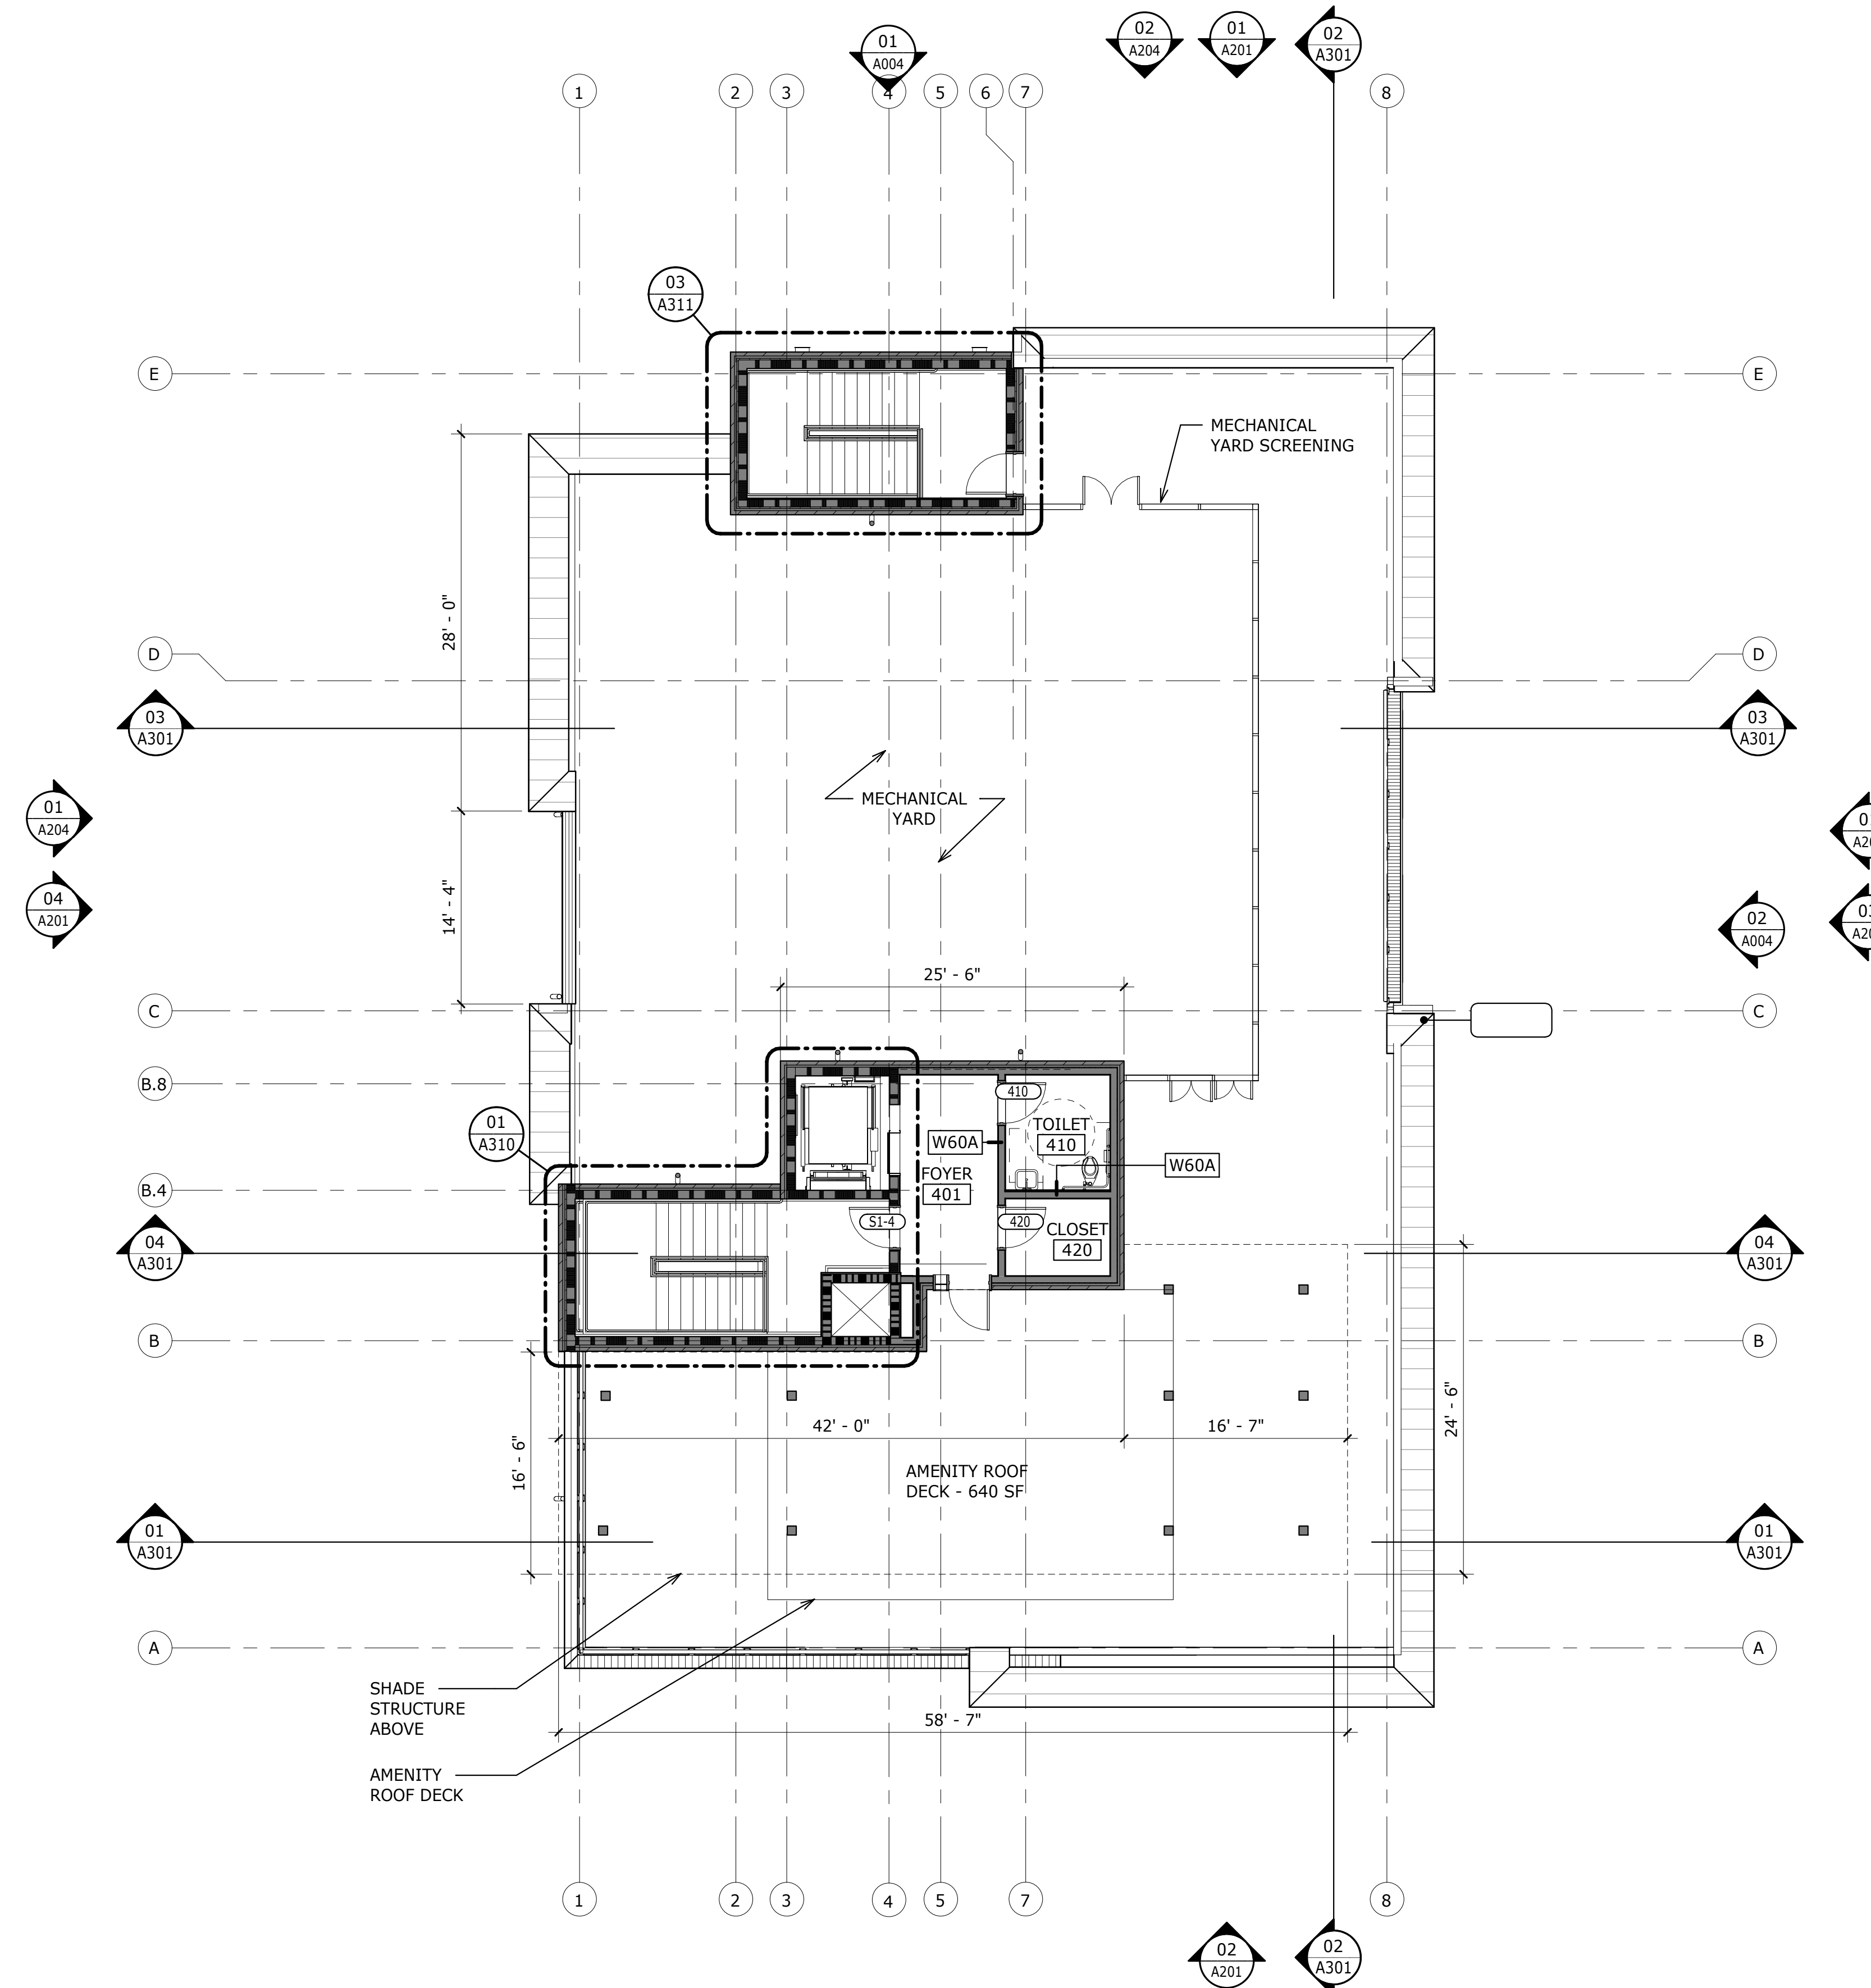 01
A004
02
A204
01
A201
02
A301
1
2
3
4
5
6
7
8
03
A311
E
E
MECHANICAL
YARD SCREENING
28' - 0"
D
D
03
A301
03
A301
MECHANICAL
YARD
01
A204
14' - 4"
04
A201
02
A004
25' - 6"
C
C
B.8
410
01
A310
TOILET
410
W60A
W60A
FOYER
401
B.4
S1-4
420
CLOSET
420
04
A301
04
A301
B
B
42' - 0"
16' - 7"
24' - 6"
16' - 6"
AMENITY ROOF
DECK - 640 SF
01
A301
01
A301
A
A
SHADE
STRUCTURE
ABOVE
58' - 7"
AMENITY
ROOF DECK
1
2
3
4
5
7
8
02
A201
02
A301